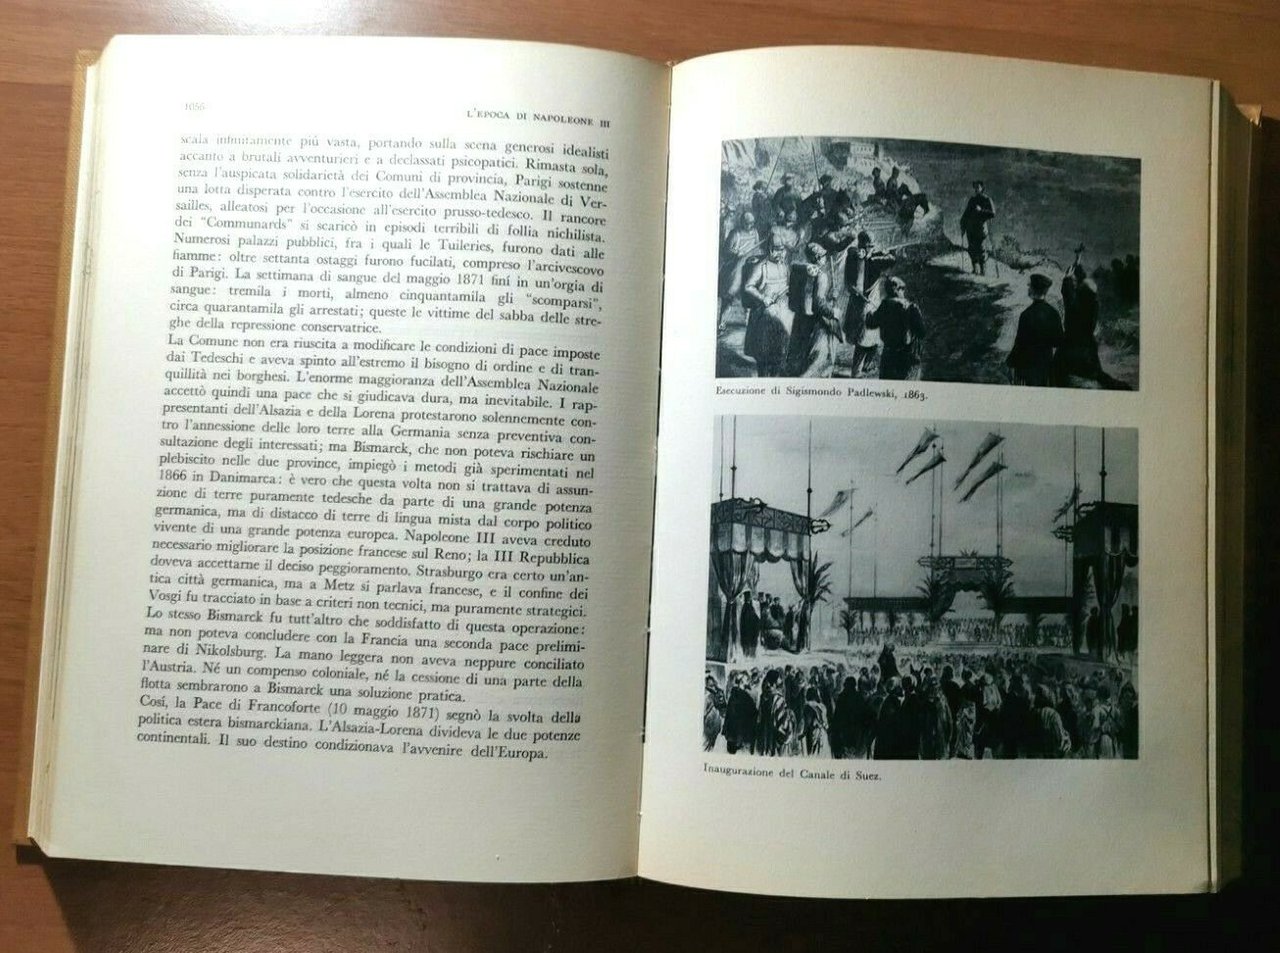 1056
L'EPOCA DI NAPOLEONE III
scala infinitamente piú vasta, portando sulla scena generosi idealisti
accanto a brutali avventurieri e a declassati psicopatici. Rimasta sola,
senza l'auspicata solidarietà dei Comuni di provincia, Parigi sostenne
una lotta disperata contro l'esercito dell'Assemblea Nazionale di Ver-
sailles, alleatosi per l'occasione all'esercito prusso-tedesco. Il rancore
dei "Communards" si scaricò in episodi terribili di follia nichilista.
Numerosi palazzi pubblici, fra i quali le Tuileries, furono dati alle
fiamme: oltre settanta ostaggi furono fucilati, compreso l'arcivescovo
di Parigi. La settimana di sangue del maggio 1871 finí in un'orgia di
sangue: tremila i morti, almeno cinquantamila gli "scomparsi",
circa quarantamila gli arrestati; queste le vittime del sabba delle stre-
ghe della repressione conservatrice.
La Comune non era riuscita a modificare le condizioni di pace imposte
dai Tedeschi e aveva spinto all'estremo il bisogno di ordine e di tran-
quillità nei borghesi. L'enorme maggioranza dell'Assemblea Nazionale
accettò quindi una pace che si giudicava dura, ma inevitabile. I rap-
presentanti dell'Alsazia e della Lorena protestarono solennemente con-
tro l'annessione delle loro terre alla Germania senza preventiva con-
sultazione degli interessati; ma Bismarck, che non poteva rischiare un
plebiscito nelle due province, impiegò i metodi già sperimentati nel
1866 in Danimarca: è vero che questa volta non si trattava di assun-
zione di terre puramente tedesche da parte di una grande potenza
germanica, ma di distacco di terre di lingua mista dal corpo politico
vivente di una grande potenza europea. Napoleone III aveva creduto
necessario migliorare la posizione francese sul Reno; la III Repubblica
doveva accettarne il deciso peggioramento. Strasburgo era certo un'an-
tica città germanica, ma a Metz si parlava francese, e il confine dei
Vosgi fu tracciato in base a criteri non tecnici, ma puramente strategici.
Lo stesso Bismarck fu tutt'altro che soddisfatto di questa operazione:
ma non poteva concludere con la Francia una seconda pace prelimi-
nare di Nikolsburg. La mano leggera non aveva neppure conciliato
l'Austria. Né un compenso coloniale, né la cessione di una parte della
flotta sembrarono a Bismarck una soluzione pratica.
Cosí, la Pace di Francoforte (10 maggio 1871) segnò la svolta della
politica estera bismarckiana. L'Alsazia-Lorena divideva le due potenze
continentali. Il suo destino condizionava l'avvenire dell'Europa.
Esecuzione di Sigismondo Padlewski, 1863.
Inaugurazione del Canale di Suez.